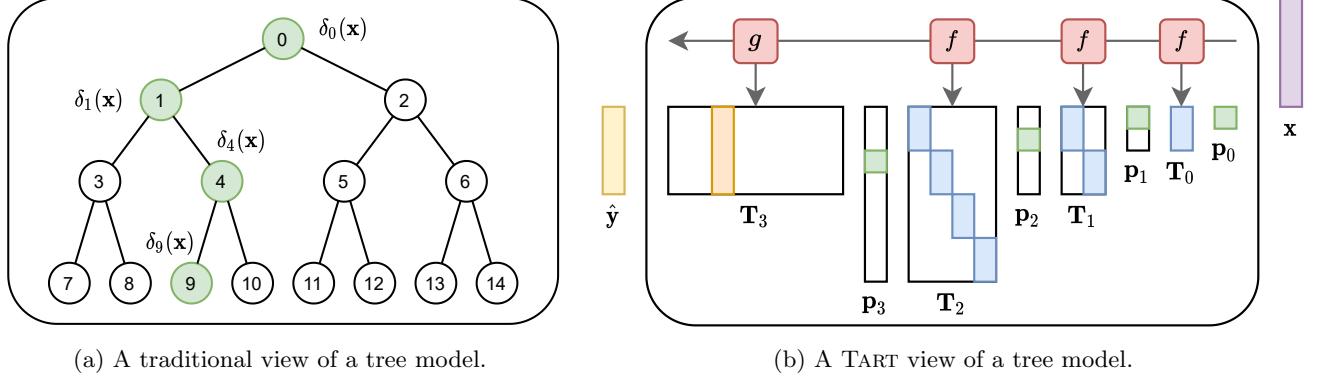 0
δ₀(x)
δ₁(x)
1
2
δ₄(x)
3
4
5
6
δ₉(x)
7 8 9 10 11 12 13 14
(a) A traditional view of a tree model.
g f f f
ŷ
T₃
p₃
T₂
p₂
T₁
p₁
T₀
p₀
x
(b) A TART view of a tree model.